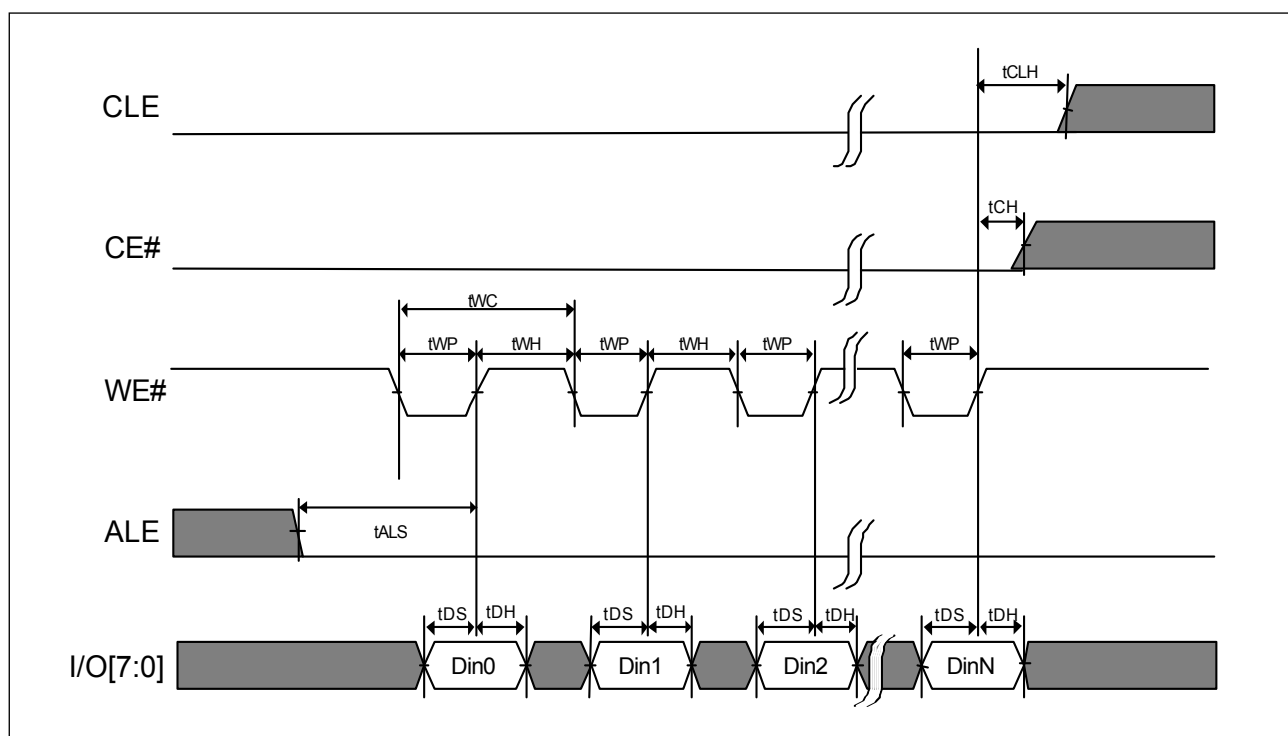 tCLH
CLE
tCH
CE#
tWC
tWP tWH tWP tWH tWP tWP
WE#
ALE
tALS
tDS tDH tDS tDH tDS tDH tDS tDH
I/O[7:0] Din0 Din1 Din2 DinN